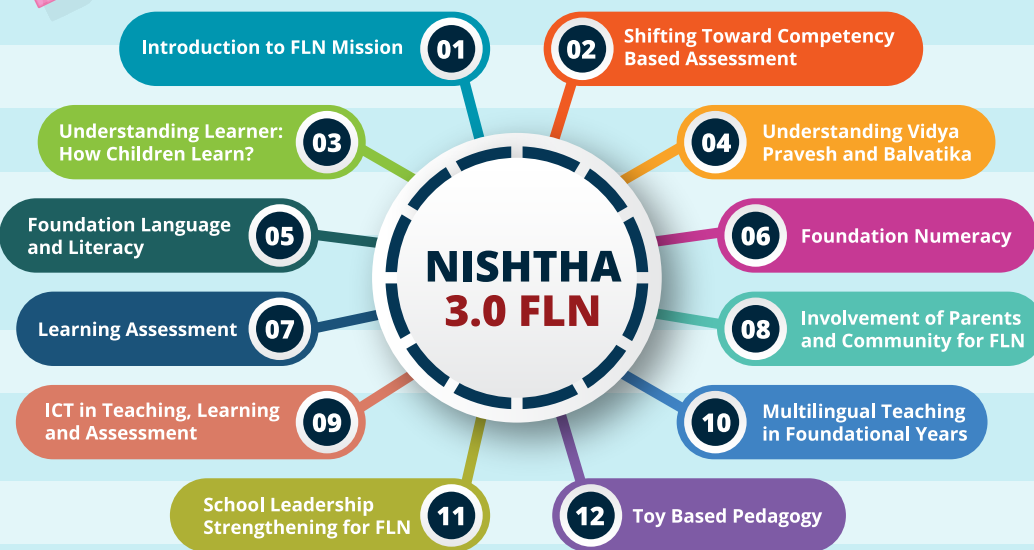 Introduction to FLN Mission
01
02
Shifting Toward Competency
Based Assessment
Understanding Learner:
How Children Learn?
03
04
Understanding Vidya
Pravesh and Balvatika
Foundation Language
and Literacy
05
06
Foundation Numeracy
NISHTHA
3.0 FLN
Learning Assessment
07
08
Involvement of Parents
and Community for FLN
ICT in Teaching, Learning
and Assessment
09
10
Multilingual Teaching
in Foundational Years
School Leadership
Strengthening for FLN
11
12
Toy Based Pedagogy